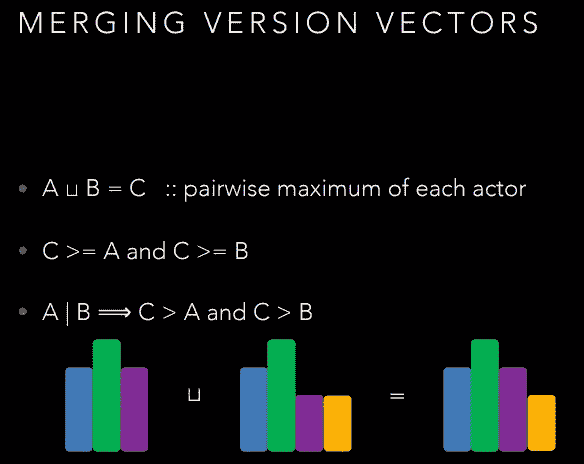 MERGING VERSION VECTORS
A ⊔ B = C :: pairwise maximum of each actor
C >= A and C >= B
A | B ⟹ C > A and C > B
⊔ =